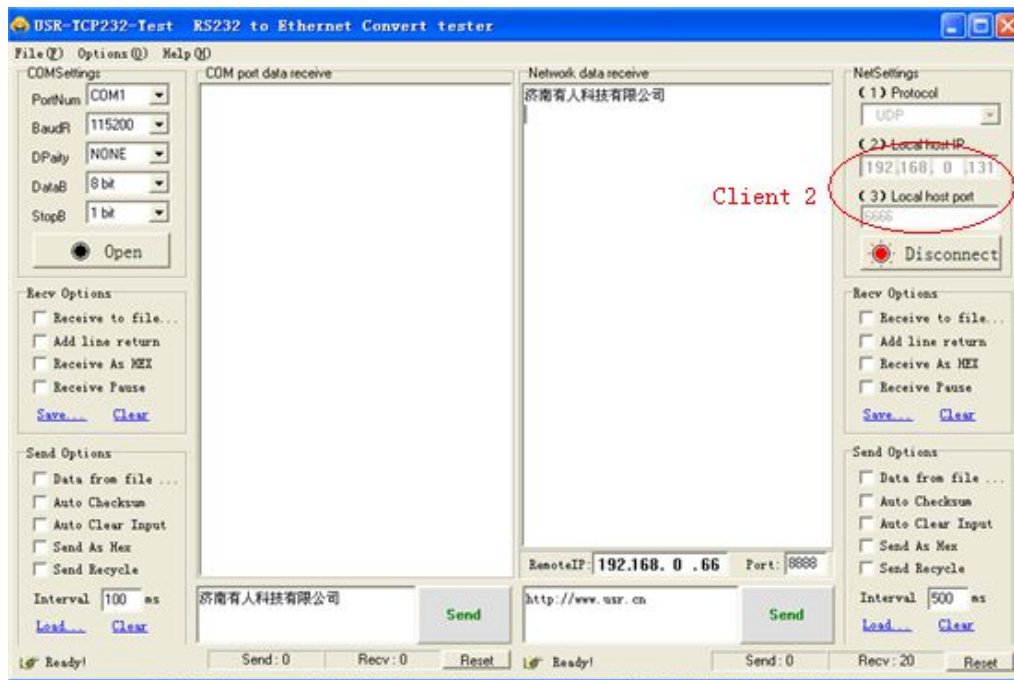 USR-TCP232-Test RS232 to Ethernet Convert tester
File(F) Options(O) Help(H)
COMSettings
PortNum COM1
BaudR 115200
DPaity NONE
DataB 8 bit
StopB 1 bit
Open
Recv Options
Receive to file...
Add line return
Receive As HEX
Receive Pause
Save... Clear
Send Options
Data from file ...
Auto Checksum
Auto Clear Input
Send As Hex
Send Recycle
Interval 100 ms
Load... Clear
COM port data receive
济南有人科技有限公司
Send
Ready!
Send : 0
Recv : 0
Reset
Network data receive
济南有人科技有限公司
Client 2
RemoteIP: 192.168. 0 .66 Port: 8888
http://www.usr.cn
Send
Ready!
Send : 0
Recv : 20
Reset
NetSettings
(1) Protocol
UDP
(2) Local host IP
192.168. 0 .131
(3) Local host port
6666
Disconnect
Recv Options
Receive to file...
Add line return
Receive As HEX
Receive Pause
Save... Clear
Send Options
Data from file ...
Auto Checksum
Auto Clear Input
Send As Hex
Send Recycle
Interval 500 ms
Load... Clear